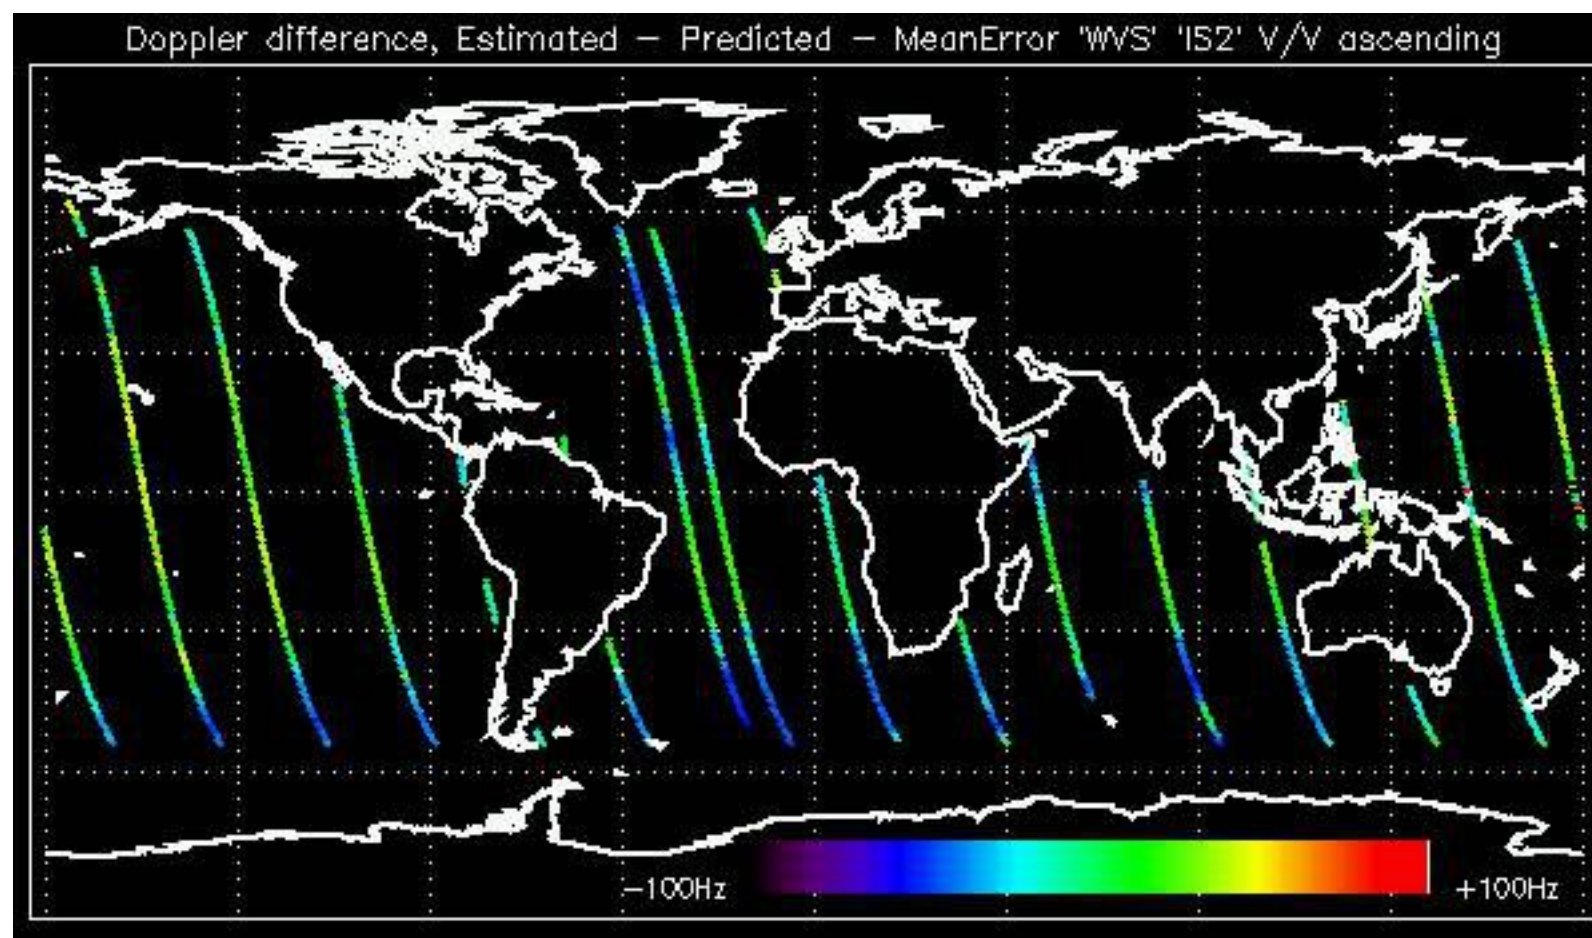 Doppler difference, Estimated – Predicted – MeanError 'WVS' 'IS2' V/V ascending
–100Hz +100Hz